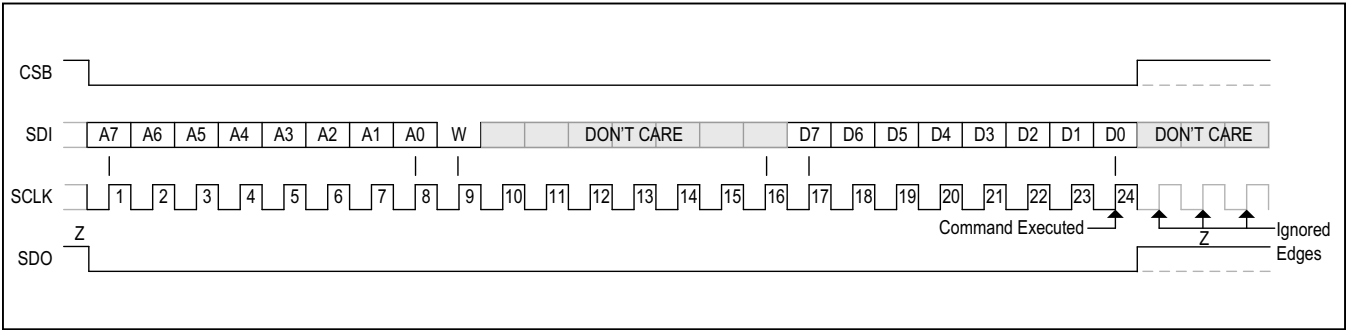 CSB
SDI A7 A6 A5 A4 A3 A2 A1 A0 W DON'T CARE D7 D6 D5 D4 D3 D2 D1 D0 DON'T CARE
SCLK 1 2 3 4 5 6 7 8 9 10 11 12 13 14 15 16 17 18 19 20 21 22 23 24
Command Executed Ignored
Z Z Edges
SDO